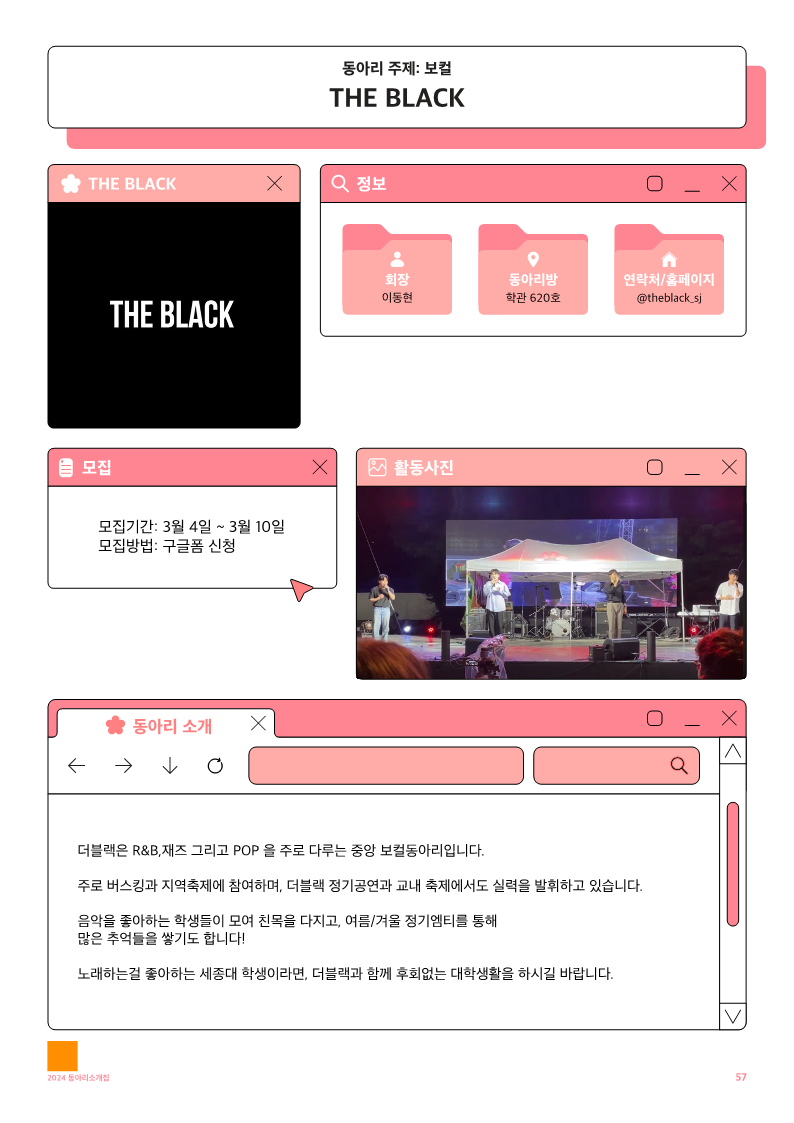 동아리 주제: 보컬
THE BLACK
THE BLACK
THE BLACK
정보
회장
이동현
동아리방
학관 620호
연락처/홈페이지
@theblack_sj
모집
모집기간: 3월 4일 ~ 3월 10일
모집방법: 구글폼 신청
활동사진
동아리 소개
더블랙은 R&B,재즈 그리고 POP 을 주로 다루는 중앙 보컬동아리입니다.
주로 버스킹과 지역축제에 참여하며, 더블랙 정기공연과 교내 축제에서도 실력을 발휘하고 있습니다.
음악을 좋아하는 학생들이 모여 친목을 다지고, 여름/겨울 정기엠티를 통해
많은 추억들을 쌓기도 합니다!
노래하는걸 좋아하는 세종대 학생이라면, 더블랙과 함께 후회없는 대학생활을 하시길 바랍니다.
2024 동아리소개집
57